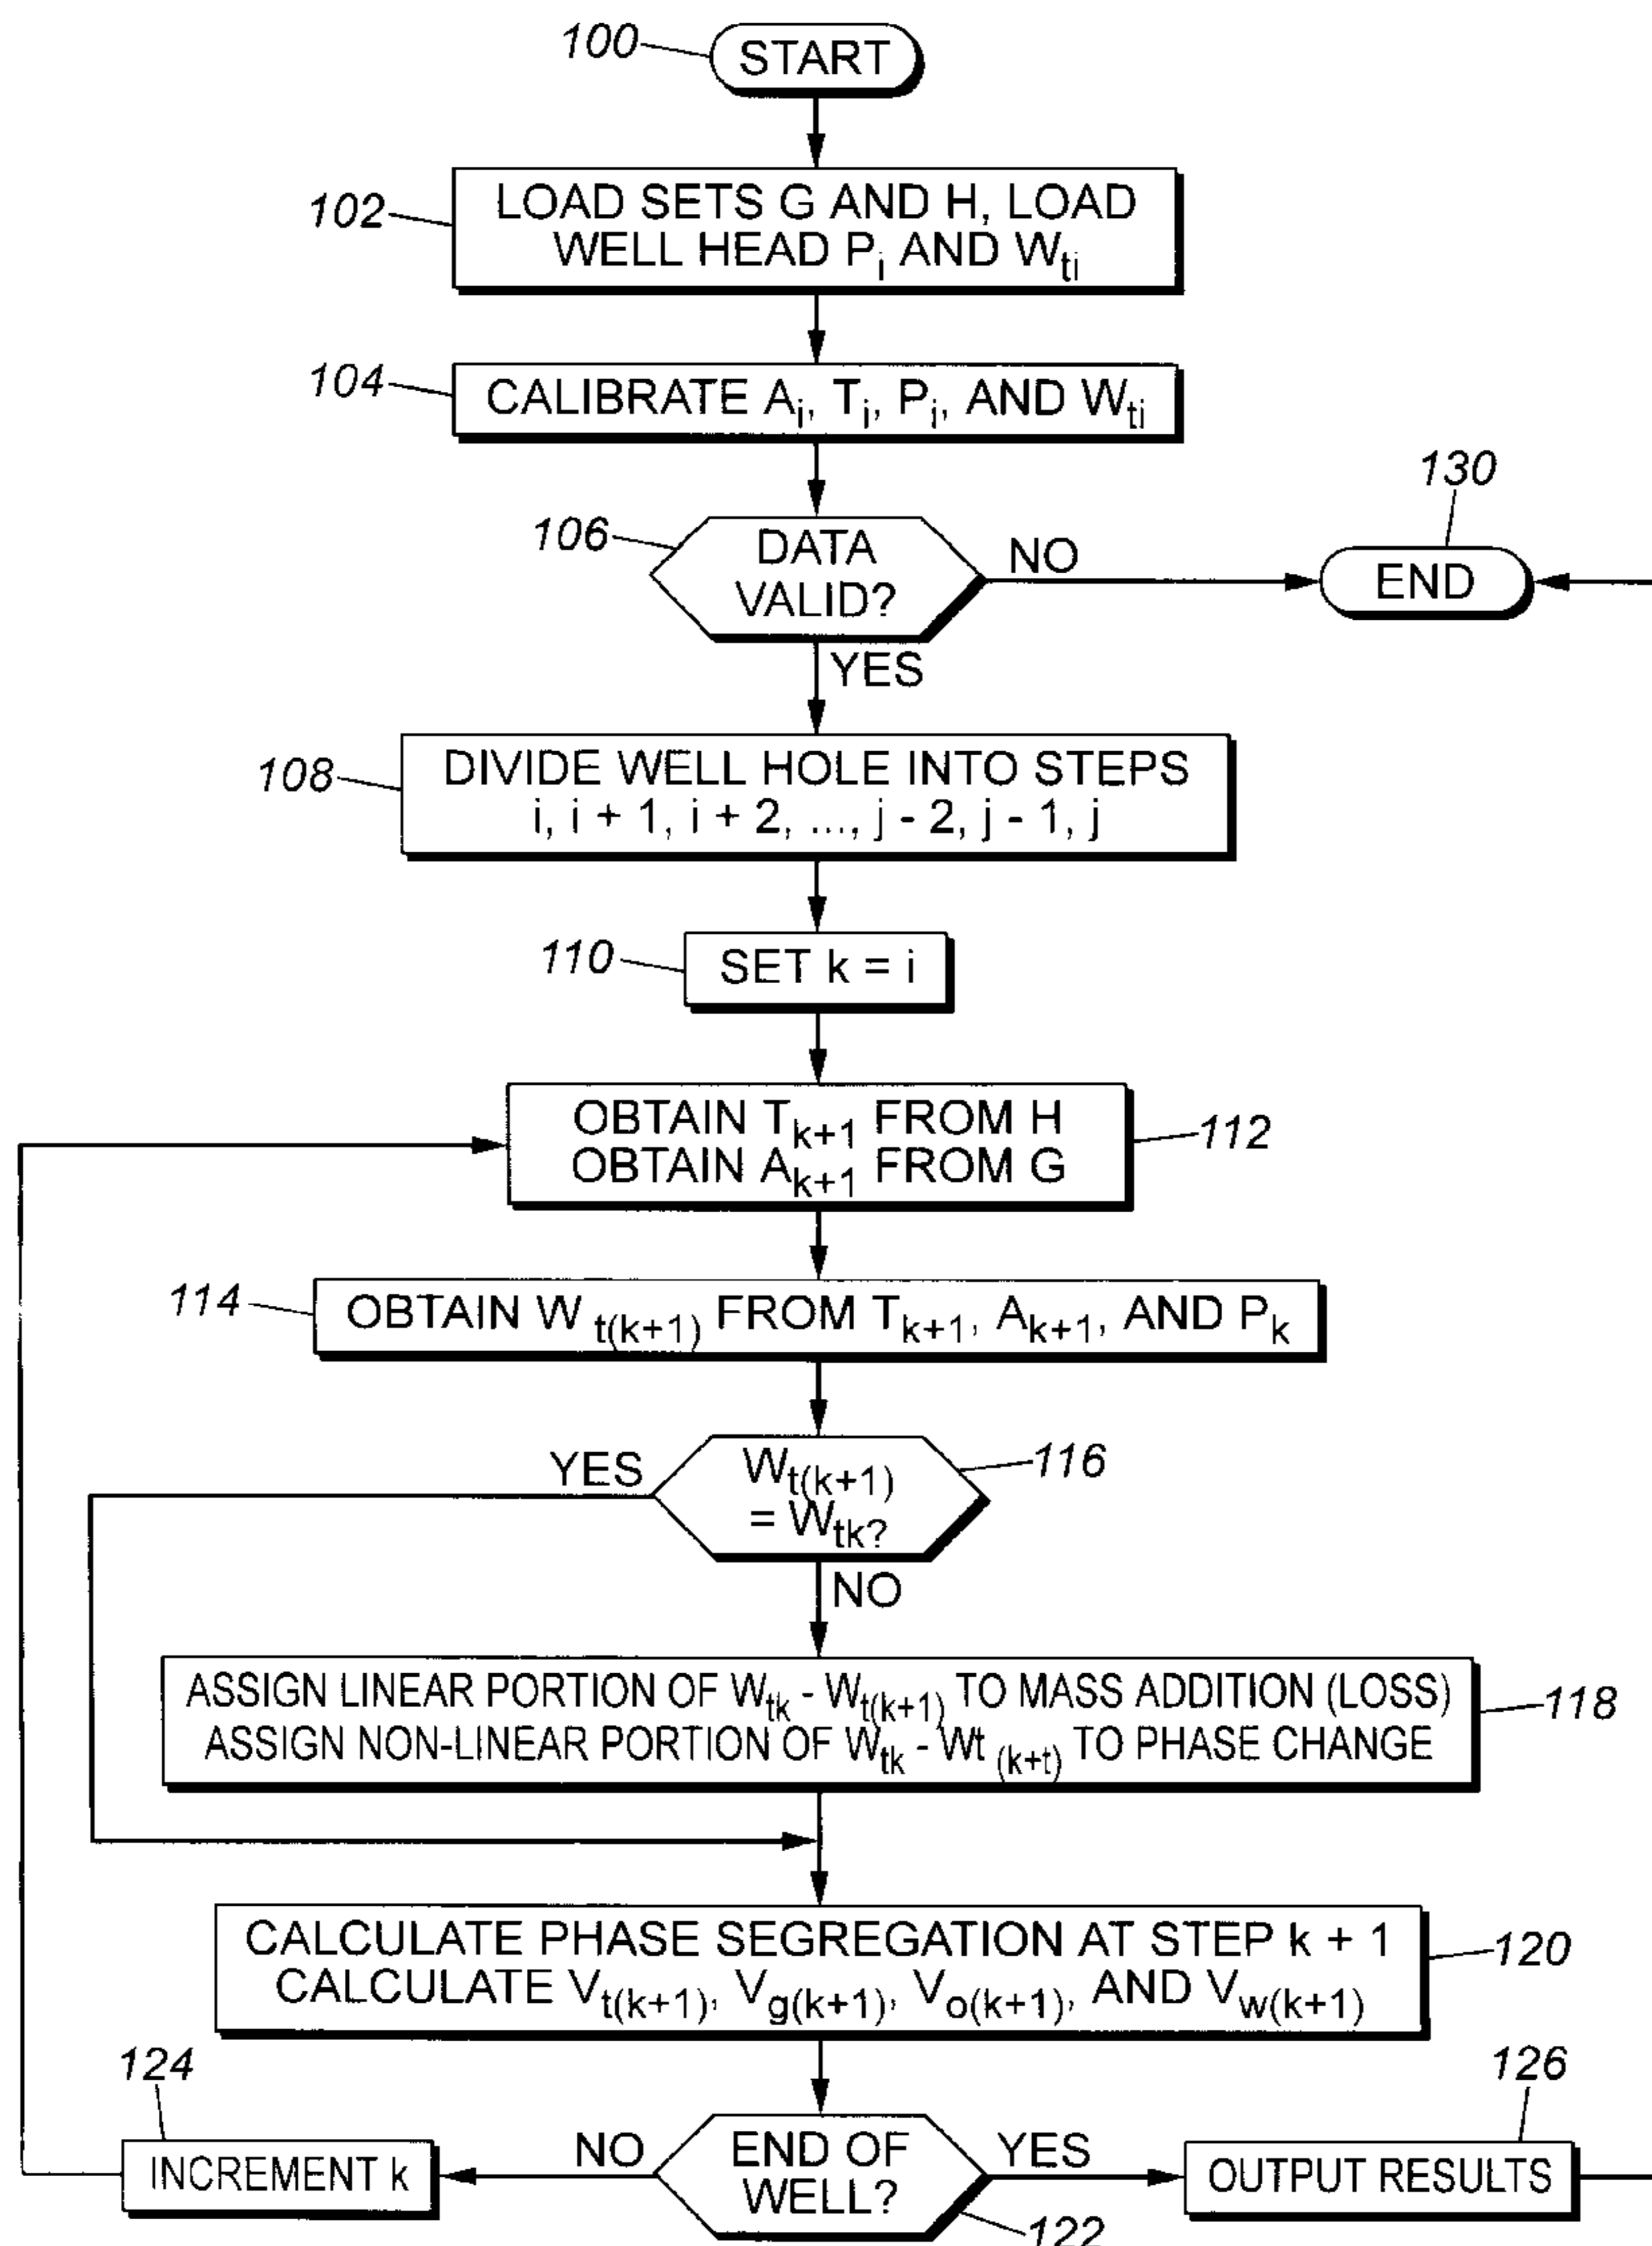 100
START
102
LOAD SETS G AND H, LOAD
WELL HEAD Pi AND Wti
104
CALIBRATE Ai, Ti, Pi, AND Wti
106
DATA
VALID?
NO
130
END
YES
108
DIVIDE WELL HOLE INTO STEPS
i, i + 1, i + 2, ..., j - 2, j - 1, j
110
SET k = i
112
OBTAIN Tk+1 FROM H
OBTAIN Ak+1 FROM G
114
OBTAIN W t(k+1) FROM Tk+1, Ak+1, AND Pk
116
YES
Wt(k+1)
= Wtk?
NO
118
ASSIGN LINEAR PORTION OF Wtk - Wt(k+1) TO MASS ADDITION (LOSS)
ASSIGN NON-LINEAR PORTION OF Wtk - Wt (k+t) TO PHASE CHANGE
120
CALCULATE PHASE SEGREGATION AT STEP k + 1
CALCULATE Vt(k+1), Vg(k+1), Vo(k+1), AND Vw(k+1)
124
INCREMENT k
NO
END OF
WELL?
YES
122
126
OUTPUT RESULTS